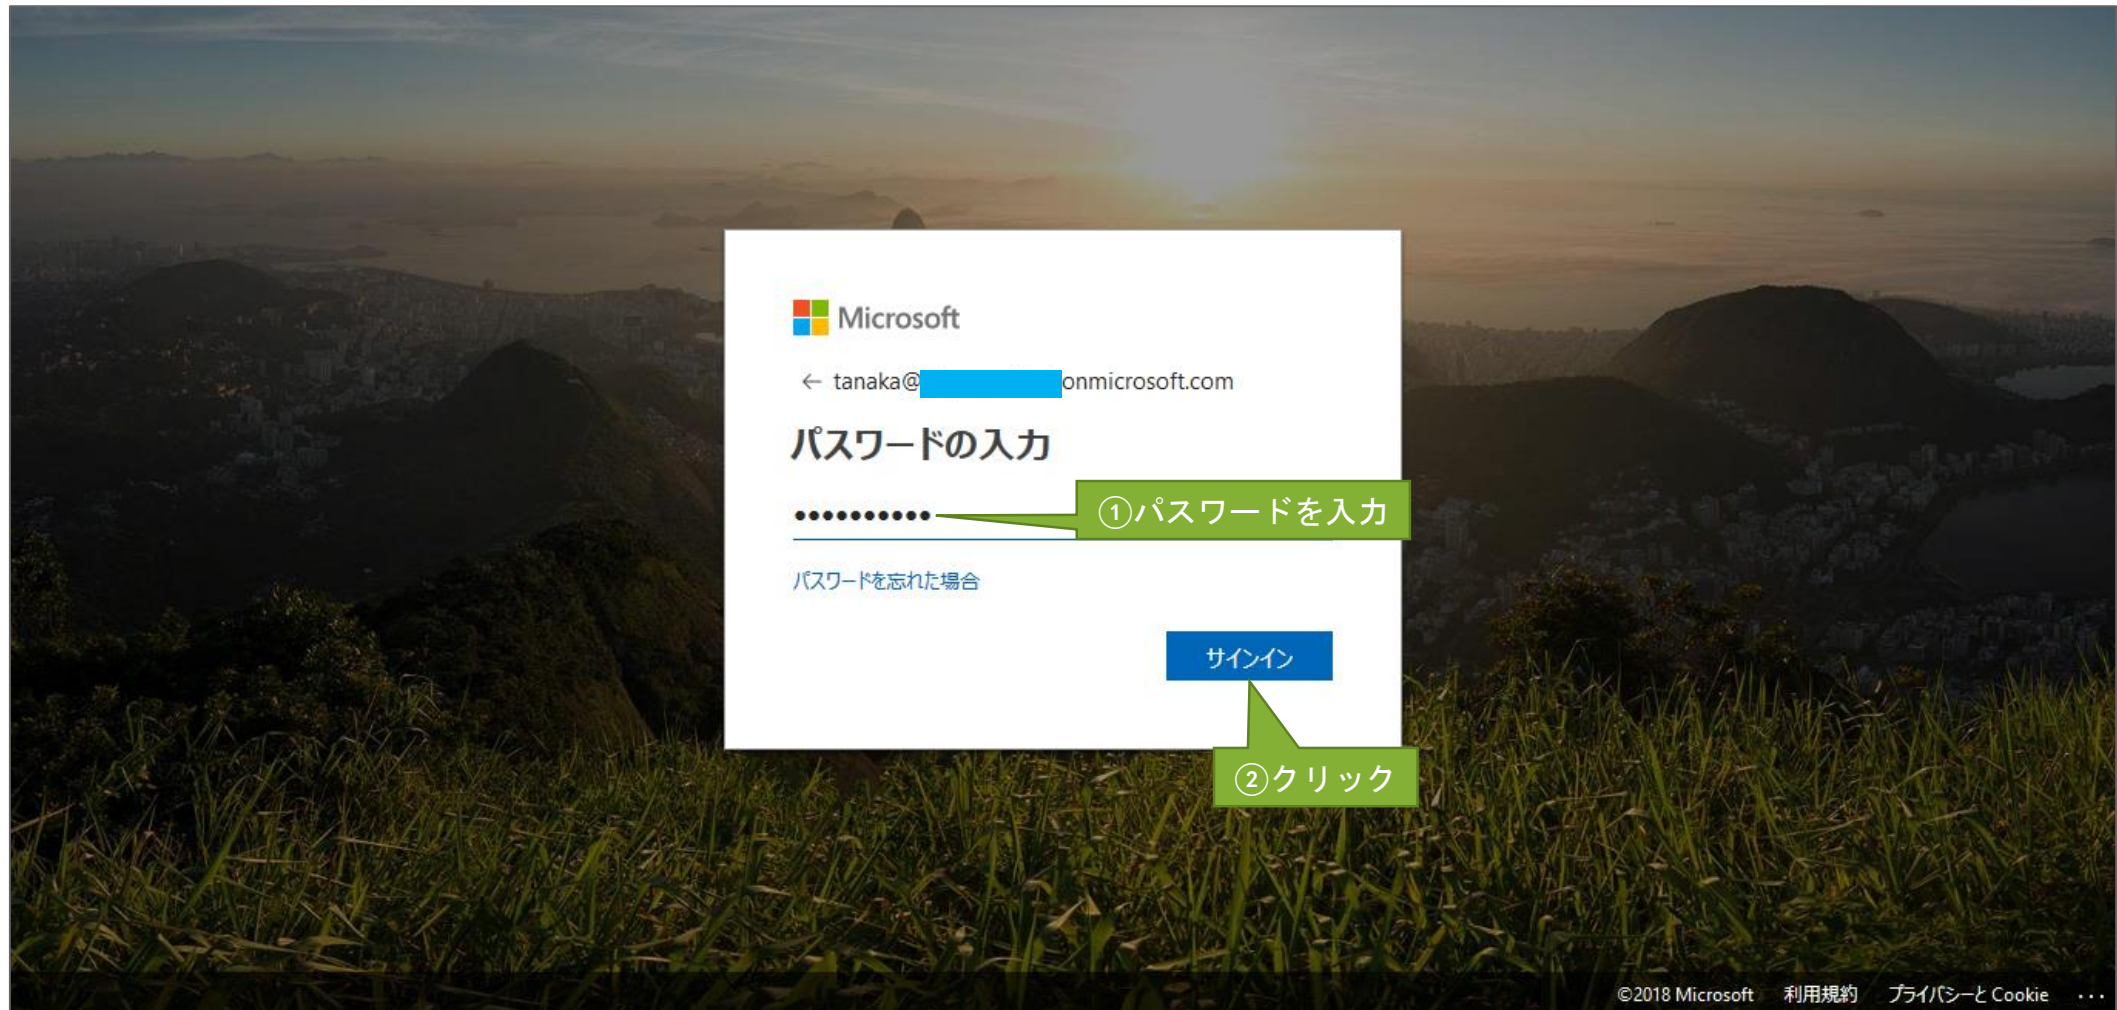 Microsoft
← tanaka@ onmicrosoft.com
パスワードの入力
••••••••••
①パスワードを入力
パスワードを忘れた場合
サインイン
②クリック
©2018 Microsoft 利用規約 プライバシーと Cookie ...